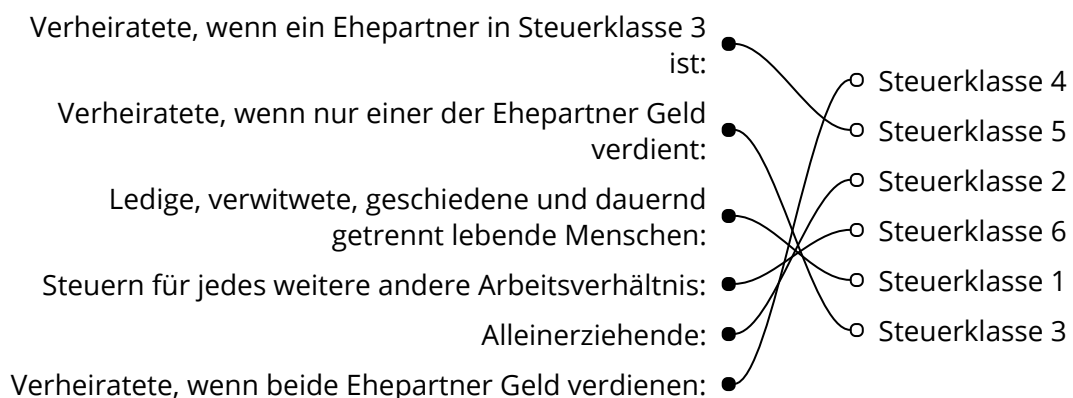 Verheiratete, wenn ein Ehepartner in Steuerklasse 3
ist:
Verheiratete, wenn nur einer der Ehepartner Geld
verdient:
Ledige, verwitwete, geschiedene und dauernd
getrennt lebende Menschen:
Steuern für jedes weitere andere Arbeitsverhältnis:
Alleinerziehende:
Verheiratete, wenn beide Ehepartner Geld verdienen:
Steuerklasse 4
Steuerklasse 5
Steuerklasse 2
Steuerklasse 6
Steuerklasse 1
Steuerklasse 3